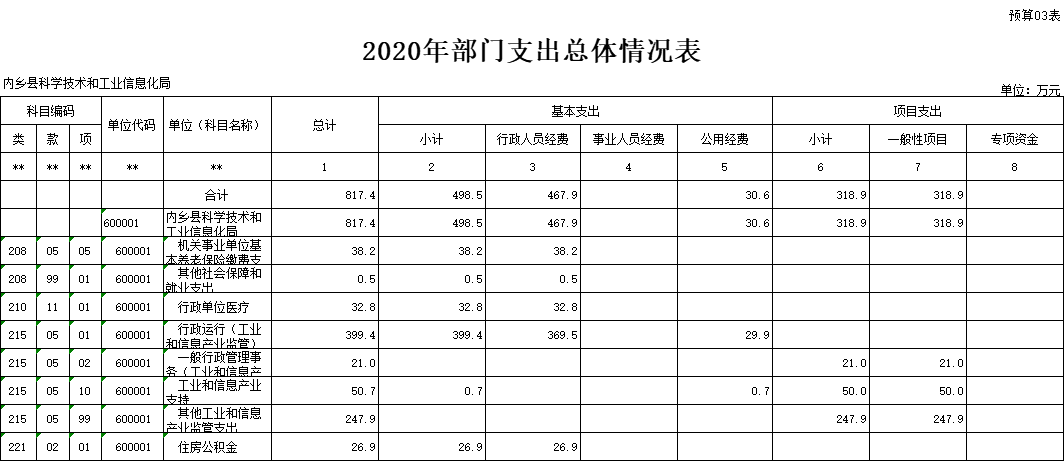 预算03表
2020年部门支出总体情况表
内乡县科学技术和工业信息化局
单位：万元
科目编码 单位代码 单位（科目名称） 总计 基本支出 项目支出
类 款 项 小计 行政人员经费 事业人员经费 公用经费 小计 一般性项目 专项资金
** ** ** ** ** 1 2 3 4 5 6 7 8
合计 817.4 498.5 467.9 30.6 318.9 318.9
600001 内乡县科学技术和
工业信息化局 817.4 498.5 467.9 30.6 318.9 318.9
208 05 05 600001 机关事业单位基
本养老保险缴费支 38.2 38.2 38.2
208 99 01 600001 其他社会保障和
就业支出 0.5 0.5 0.5
210 11 01 600001 行政单位医疗 32.8 32.8 32.8
215 05 01 600001 行政运行（工业
和信息产业监管） 399.4 399.4 369.5 29.9
215 05 02 600001 一般行政管理事
务（工业和信息产 21.0 21.0 21.0
215 05 10 600001 工业和信息产业
支持 50.7 0.7 0.7 50.0 50.0
215 05 99 600001 其他工业和信息
产业监管支出 247.9 247.9 247.9
221 02 01 600001 住房公积金 26.9 26.9 26.9